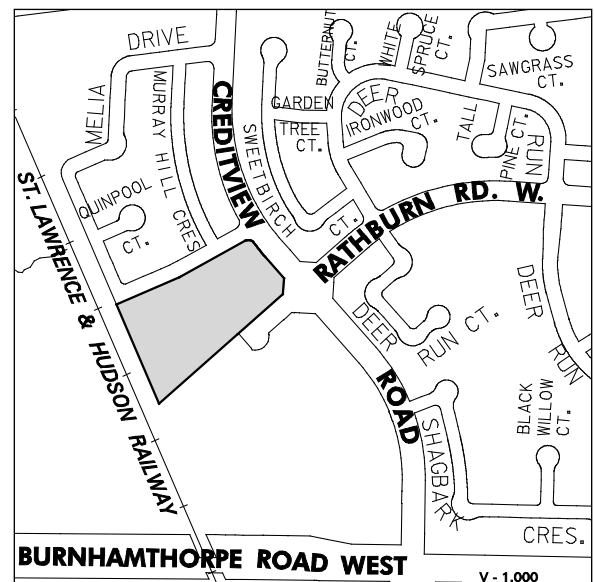 DRIVE
MELIA
MURRAY HILL CRES
QUINPOOL
CT.
CREDITVIEW
SWEETBIRCH
CT.
GARDEN
TREE
CT.
BUTTERNUT
CT.
WHITE
SPRUCE
CT.
DEER
IRONWOOD
CT.
TALL
PINE CT.
RUN
SAWGRASS
CT.
RATHBURN RD. W.
ST. LAWRENCE & HUDSON RAILWAY
DEER
RUN CT.
DEER
RUN
ROAD
SHAGBARK
CRES.
BLACK
WILLOW
CT.
BURNHAMTHORPE ROAD WEST
V - 1.000